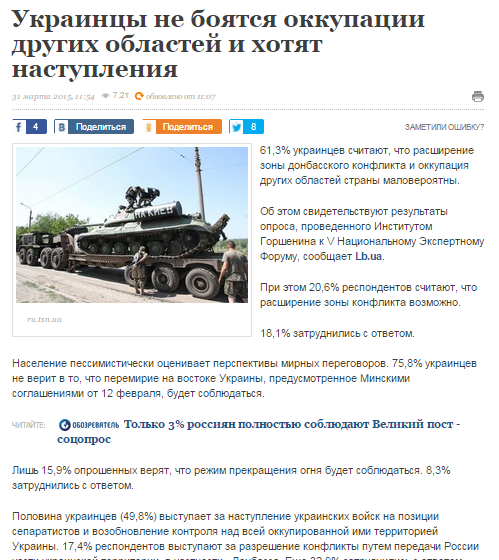 Украинцы не боятся оккупации
других областей и хотят
наступления
31 марта 2015, 11:54 7.2т обновлено от 11:07
4 Поделиться Поделиться 8 ЗАМЕТИЛИ ОШИБКУ?
НА КИЕВ
ru.tsn.ua
61,3% украинцев считают, что расширение
зоны донбасского конфликта и оккупация
других областей страны маловероятны.
Об этом свидетельствуют результаты
опроса, проведенного Институтом
Горшенина к V Национальному Экспертному
Форуму, сообщает Lb.ua.
При этом 20,6% респондентов считают, что
расширение зоны конфликта возможно.
18,1% затруднились с ответом.
Население пессимистически оценивает перспективы мирных переговоров. 75,8% украинцев
не верит в то, что перемирие на востоке Украины, предусмотренное Минскими
соглашениями от 12 февраля, будет соблюдаться.
ЧИТАЙТЕ: ОБОЗРЕВАТЕЛЬ Только 3% россиян полностью соблюдают Великий пост -
соцопрос
Лишь 15,9% опрошенных верят, что режим прекращения огня будет соблюдаться. 8,3%
затруднились с ответом.
Половина украинцев (49,8%) выступает за наступление украинских войск на позиции
сепаратистов и возобновление контроля над всей оккупированной ими территорией
Украины. 17,4% респондентов выступают за разрешение конфликты путем передачи России